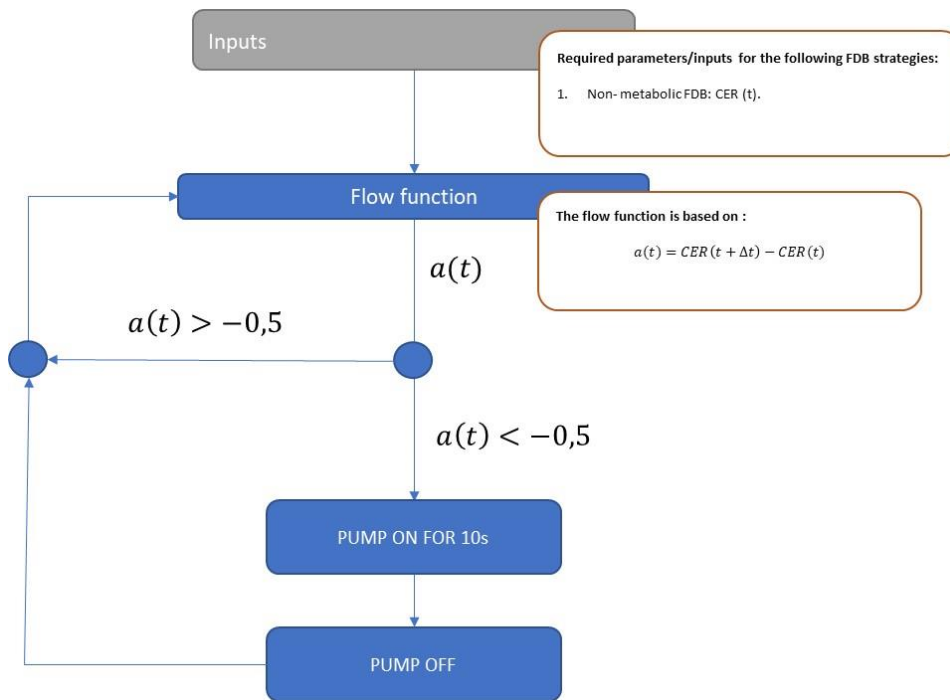 Inputs
Required parameters/inputs for the following FDB strategies:
1. Non- metabolic FDB: CER (t).
Flow function
The flow function is based on :
a(t) = CER(t + Δt) − CER(t)
a(t)
a(t) > −0,5
a(t) < −0,5
PUMP ON FOR 10s
PUMP OFF